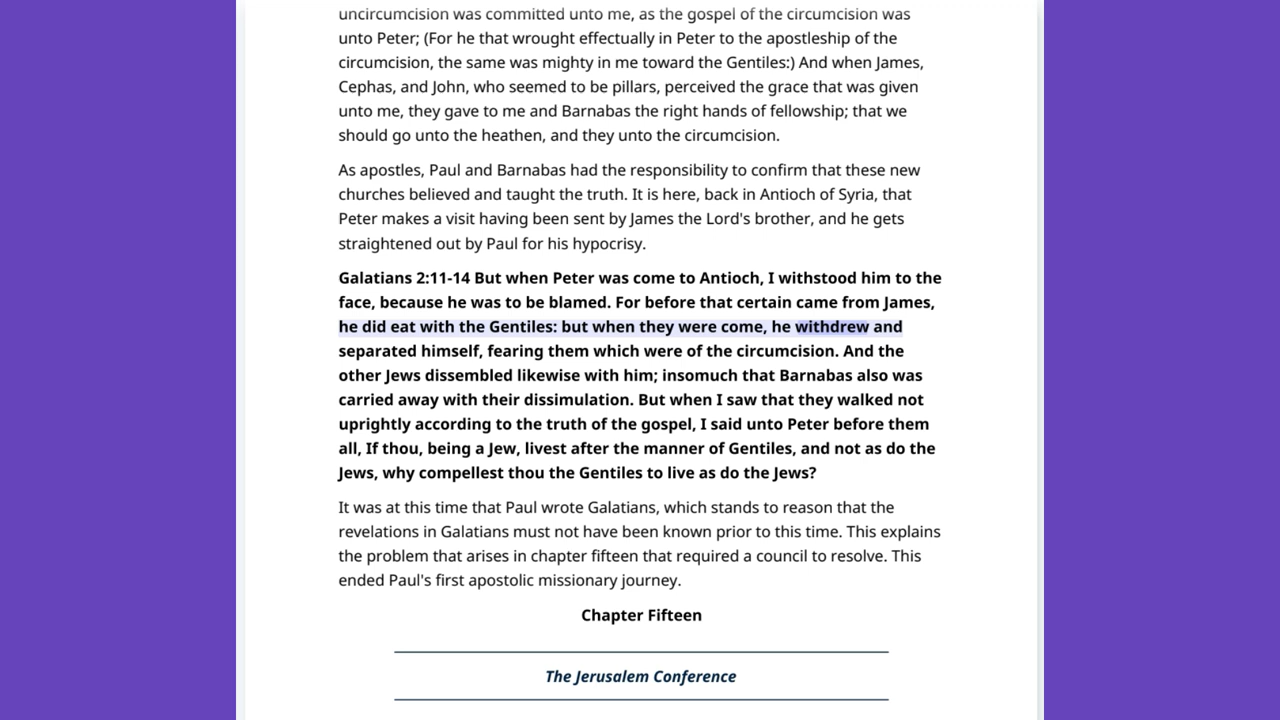 uncircumcision was committed unto me, as the gospel of the circumcision was
unto Peter; (For he that wrought effectually in Peter to the apostleship of the
circumcision, the same was mighty in me toward the Gentiles:) And when James,
Cephas, and John, who seemed to be pillars, perceived the grace that was given
unto me, they gave to me and Barnabas the right hands of fellowship; that we
should go unto the heathen, and they unto the circumcision.
As apostles, Paul and Barnabas had the responsibility to confirm that these new
churches believed and taught the truth. It is here, back in Antioch of Syria, that
Peter makes a visit having been sent by James the Lord's brother, and he gets
straightened out by Paul for his hypocrisy.
Galatians 2:11-14 But when Peter was come to Antioch, I withstood him to the
face, because he was to be blamed. For before that certain came from James,
he did eat with the Gentiles: but when they were come, he withdrew and
separated himself, fearing them which were of the circumcision. And the
other Jews dissembled likewise with him; insomuch that Barnabas also was
carried away with their dissimulation. But when I saw that they walked not
uprightly according to the truth of the gospel, I said unto Peter before them
all, If thou, being a Jew, livest after the manner of Gentiles, and not as do the
Jews, why compellest thou the Gentiles to live as do the Jews?
It was at this time that Paul wrote Galatians, which stands to reason that the
revelations in Galatians must not have been known prior to this time. This explains
the problem that arises in chapter fifteen that required a council to resolve. This
ended Paul's first apostolic missionary journey.
Chapter Fifteen
The Jerusalem Conference